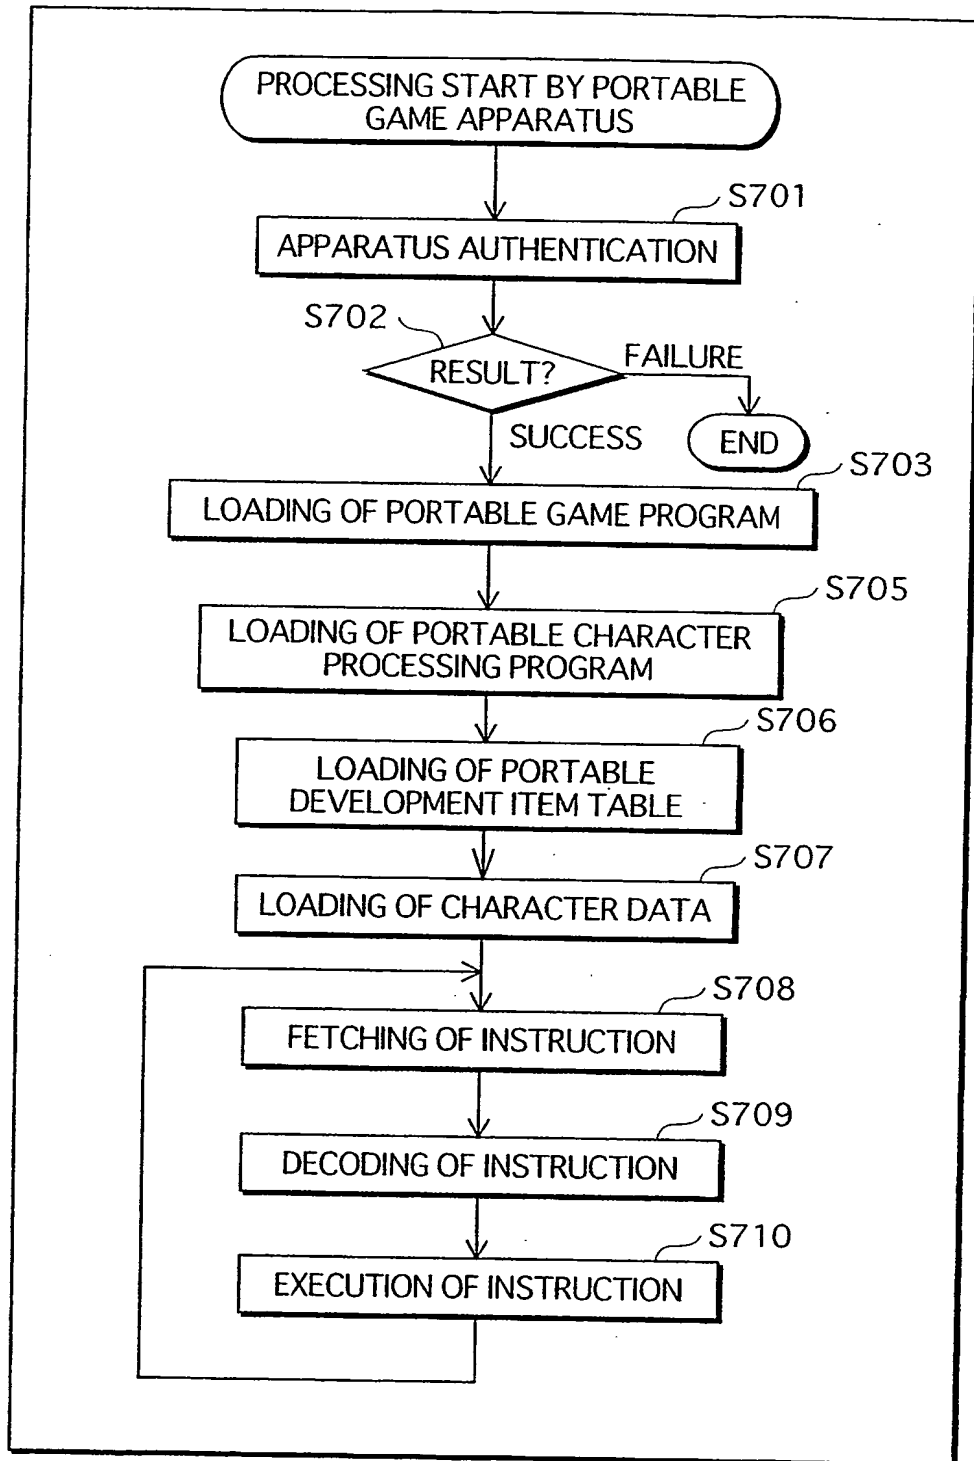 PROCESSING START BY PORTABLE
GAME APPARATUS
S701
APPARATUS AUTHENTICATION
S702
RESULT?
FAILURE
END
SUCCESS
S703
LOADING OF PORTABLE GAME PROGRAM
S705
LOADING OF PORTABLE CHARACTER
PROCESSING PROGRAM
S706
LOADING OF PORTABLE
DEVELOPMENT ITEM TABLE
S707
LOADING OF CHARACTER DATA
S708
FETCHING OF INSTRUCTION
S709
DECODING OF INSTRUCTION
S710
EXECUTION OF INSTRUCTION